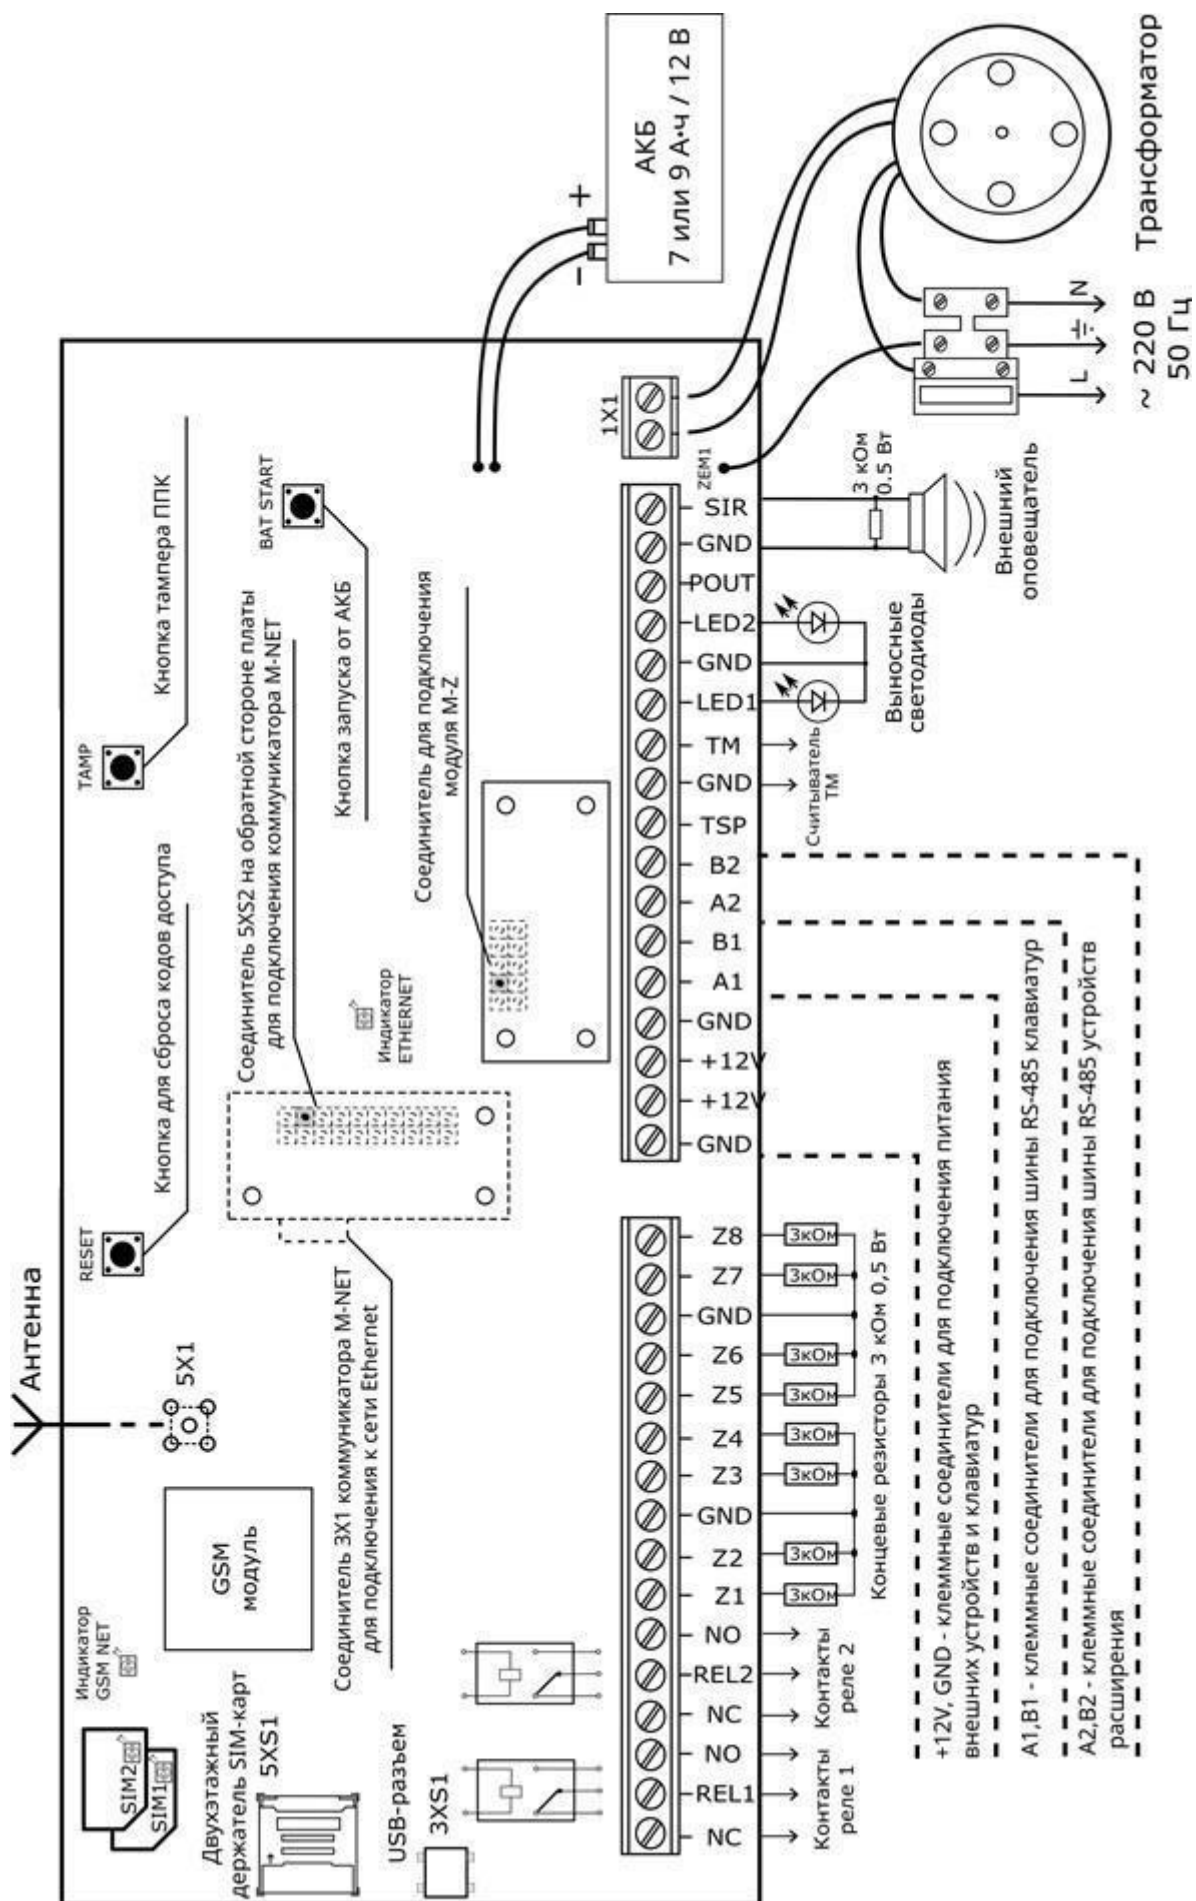 Антенна
SIM2
SIM1
Индикатор
GSM NET
Двухэтажный
держатель SIM-карт
5XS1
USB-разъем
3XS1
GSM
модуль
5X1
RESET
Кнопка для сброса кодов доступа
TAMP
Кнопка тампера ППК
Соединитель 3X1 коммуникатора M-NET
для подключения к сети Ethernet
Соединитель 5XS2 на обратной стороне платы
для подключения коммуникатора M-NET
Индикатор
ETHERNET
BAT START
Кнопка запуска от АКБ
Соединитель для подключения
модуля M-Z
АКБ
7 или 9 А·ч / 12 В
−
+
1X1
ZEM1
NC
REL1
NO
NC
REL2
NO
Z1
Z2
GND
Z3
Z4
Z5
Z6
GND
Z7
Z8
GND
+12V
+12V
GND
A1
B1
A2
B2
TSP
GND
TM
LED1
GND
LED2
POUT
GND
SIR
Контакты
реле 1
Контакты
реле 2
3кОм
3кОм
3кОм
3кОм
3кОм
3кОм
3кОм
3кОм
Концевые резисторы 3 кОм 0,5 Вт
Считыватель
ТМ
Выносные
светодиоды
3 кОм
0.5 Вт
Внешний
оповещатель
L
N
~ 220 В
50 Гц
Трансформатор
+12V, GND - клеммные соединители для подключения питания
внешних устройств и клавиатур
A1,B1 - клеммные соединители для подключения шины RS-485 клавиатур
A2,B2 - клеммные соединители для подключения шины RS-485 устройств
расширения